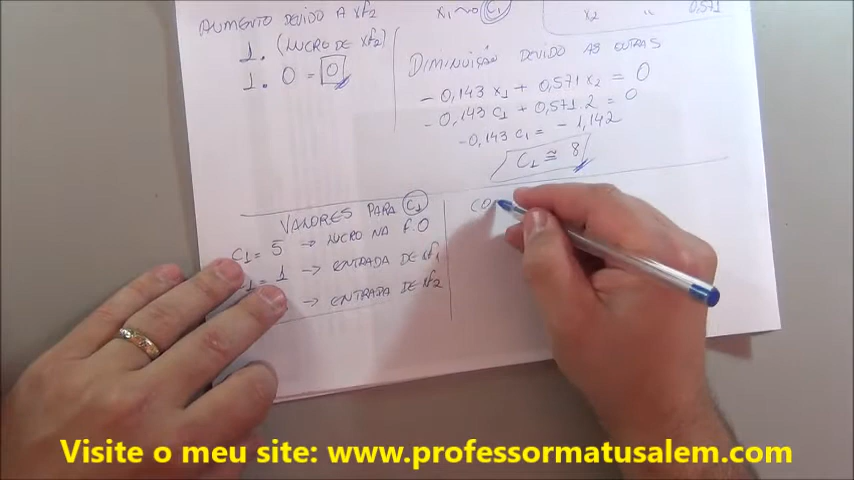 AUMENTO DEVIDO A xf2
1. (LUCRO DE xf2)
1. 0 = 0
x1 ~o C1
x2 " 0,571
DIMINUIÇÃO DEVIDO AS OUTRAS
- 0,143 x1 + 0,571 x2 = 0
- 0,143 C1 + 0,571.2 = 0
- 0,143 C1 = - 1,142
C1 ≅ 8
VALORES PARA C1
C1 = 5 → LUCRO NA F.O
= 1 → ENTRADA DE xf1
→ ENTRADA DE xf2
CO
Visite o meu site: www.professormatusalem.com